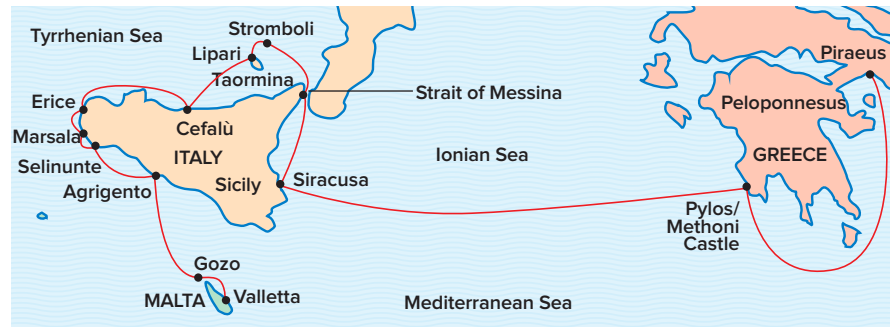 Stromboli
Tyrrhenian Sea
Lipari
Piraeus
Taormina
Strait of Messina
Erice
Peloponnesus
Cefalù
Marsala
ITALY
Ionian Sea
GREECE
Selinunte
Sicily
Siracusa
Agrigento
Pylos/
Methoni
Castle
Gozo
MALTA
Valletta
Mediterranean Sea